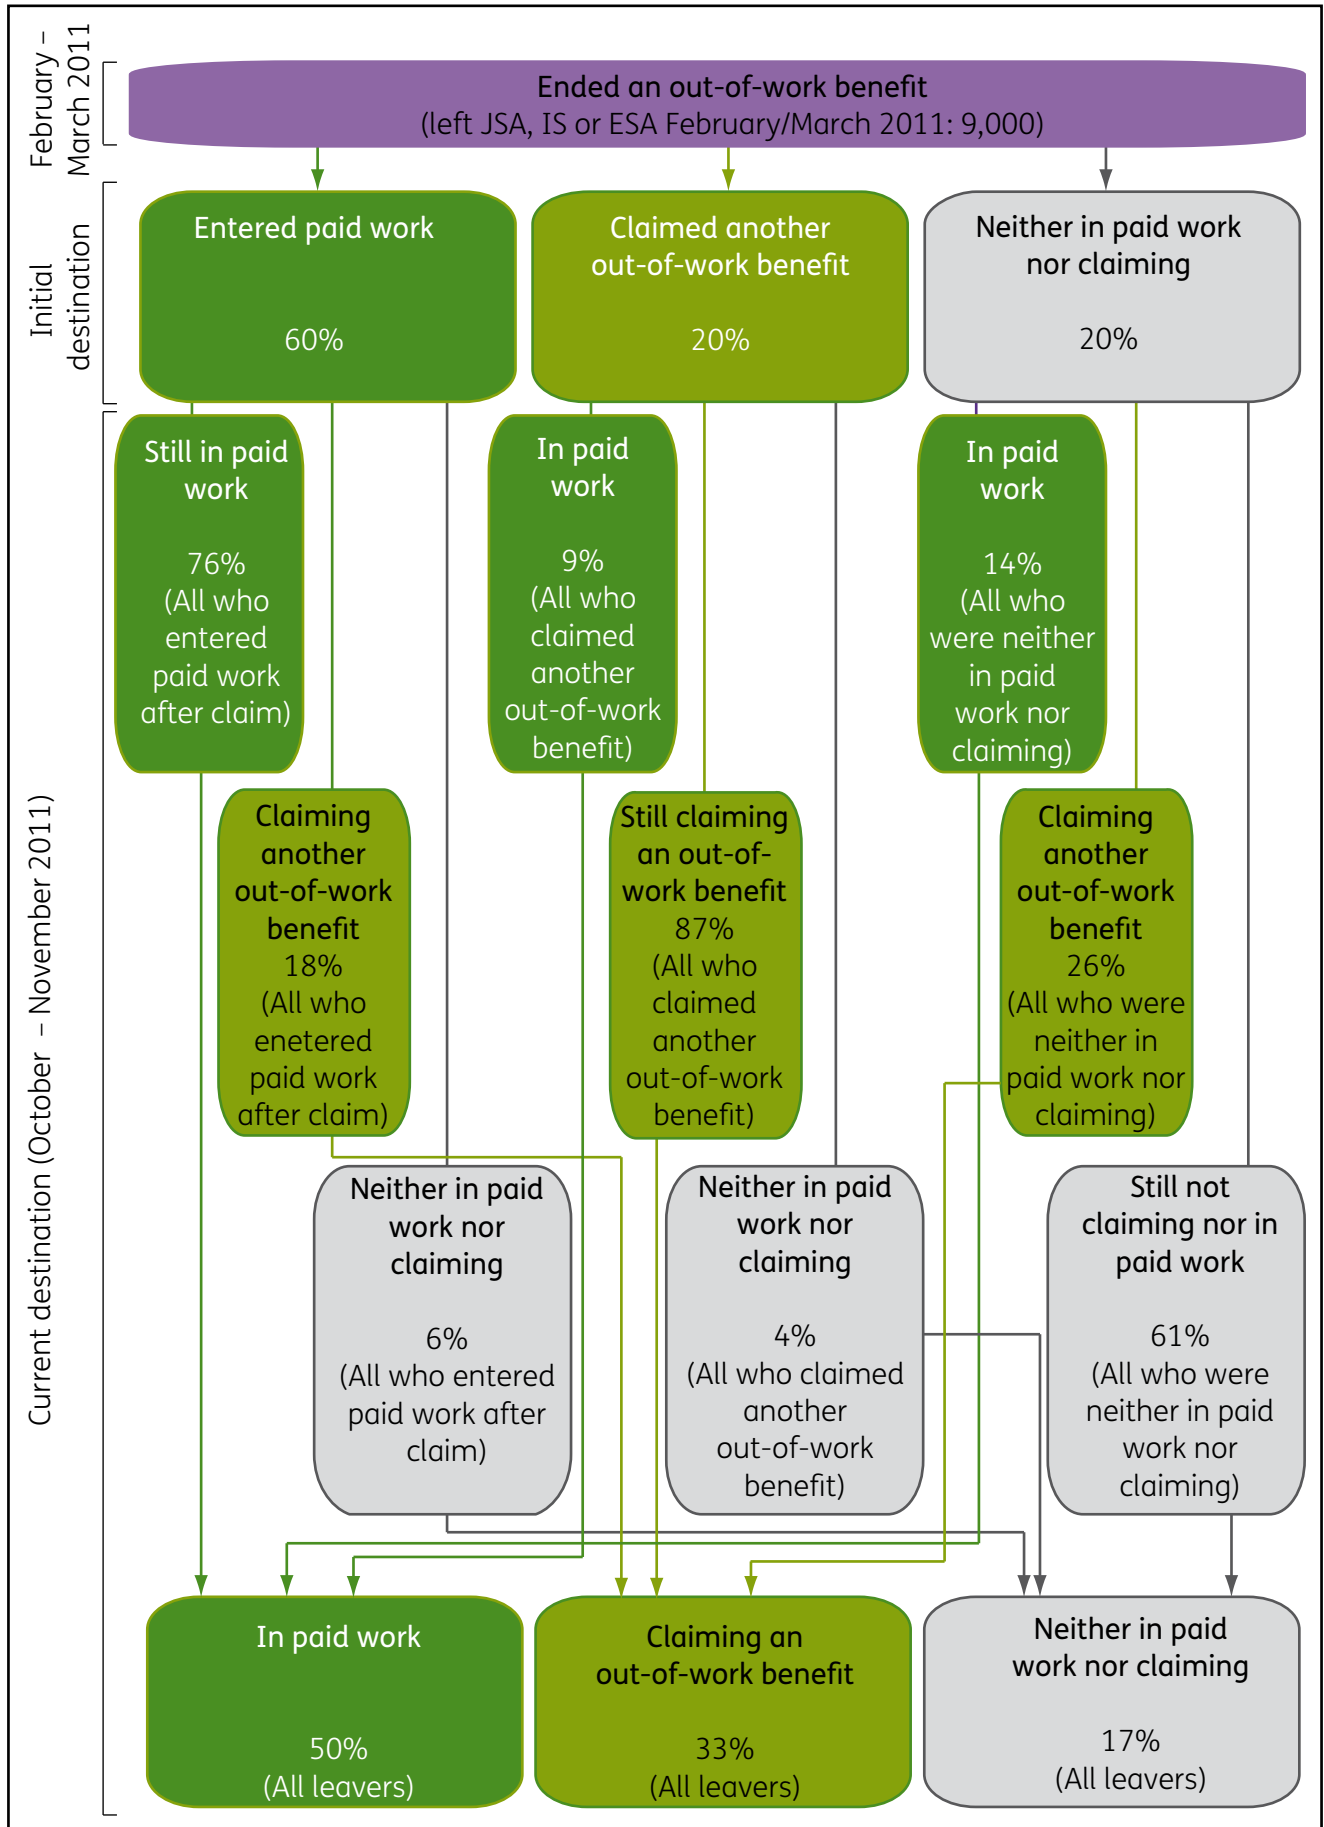 February –
March 2011
Ended an out-of-work benefit
(left JSA, IS or ESA February/March 2011: 9,000)
Initial
destination
Entered paid work
60%
Claimed another
out-of-work benefit
20%
Neither in paid work
nor claiming
20%
Current destination (October – November 2011)
Still in paid
work
76%
(All who
entered
paid work
after claim)
In paid
work
9%
(All who
claimed
another
out-of-work
benefit)
In paid
work
14%
(All who
were neither
in paid
work nor
claiming)
Claiming
another
out-of-work
benefit
18%
(All who
enetered
paid work
after claim)
Still claiming
an out-of-
work benefit
87%
(All who
claimed
another
out-of-work
benefit)
Claiming
another
out-of-work
benefit
26%
(All who were
neither in
paid work nor
claiming)
Neither in paid
work nor
claiming
6%
(All who entered
paid work after
claim)
Neither in paid
work nor
claiming
4%
(All who claimed
another
out-of-work
benefit)
Still not
claiming nor in
paid work
61%
(All who were
neither in paid
work nor
claiming)
In paid work
50%
(All leavers)
Claiming an
out-of-work benefit
33%
(All leavers)
Neither in paid
work nor claiming
17%
(All leavers)